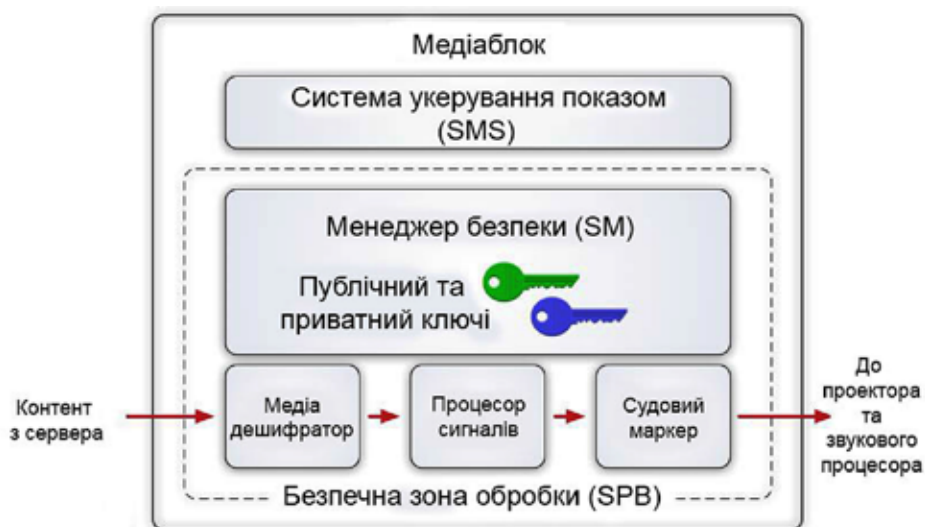 Медіаблок
Система укерування показом
(SMS)
Менеджер безпеки (SM)
Публічний та
приватний ключі
Контент
з сервера
Медіа
дешифратор
Процесор
сигналів
Судовий
маркер
До
проектора
та
звукового
процесора
Безпечна зона обробки (SPB)